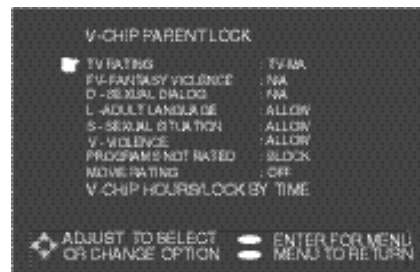 V-CHIP PARENT LOCK
TV RATING : TV-MA
FV-FANTASY VIOLENCE : N/A
D - SEXUAL DIALOG : N/A
L - ADULT LANGUAGE : ALLOW
S - SEXUAL SITUATION : ALLOW
V - VIOLENCE : ALLOW
PROGRAMS NOT RATED : BLOCK
MOVIE RATING : OFF
V-CHIP HOURS/LOCK BY TIME
ADJUST TO SELECT ENTER FOR MENU
OR CHANGE OPTION MENU TO RETURN